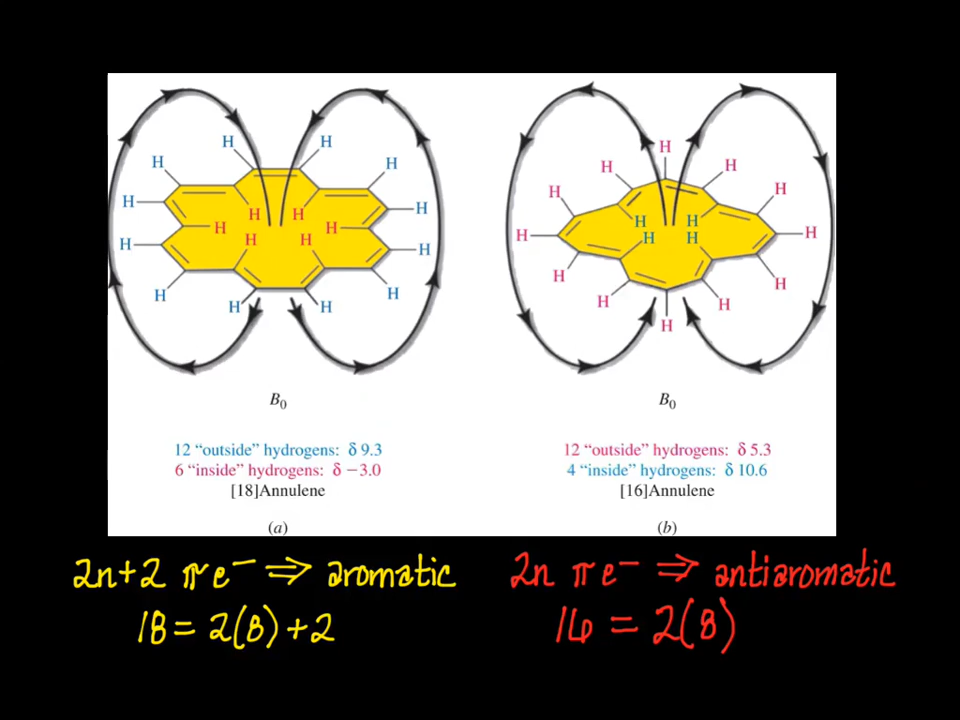 H H
H H
H H
H H
H H
H H
H H
H H
H H
B₀
12 “outside” hydrogens: δ 9.3
6 “inside” hydrogens: δ −3.0
[18]Annulene
(a)
H
H H
H H
H H
H H
H H
H H
H H
H H
H
B₀
12 “outside” hydrogens: δ 5.3
4 “inside” hydrogens: δ 10.6
[16]Annulene
(b)
2n+2 π e⁻ ⇒ aromatic
18 = 2(8)+2
2n π e⁻ ⇒ antiaromatic
16 = 2(8)